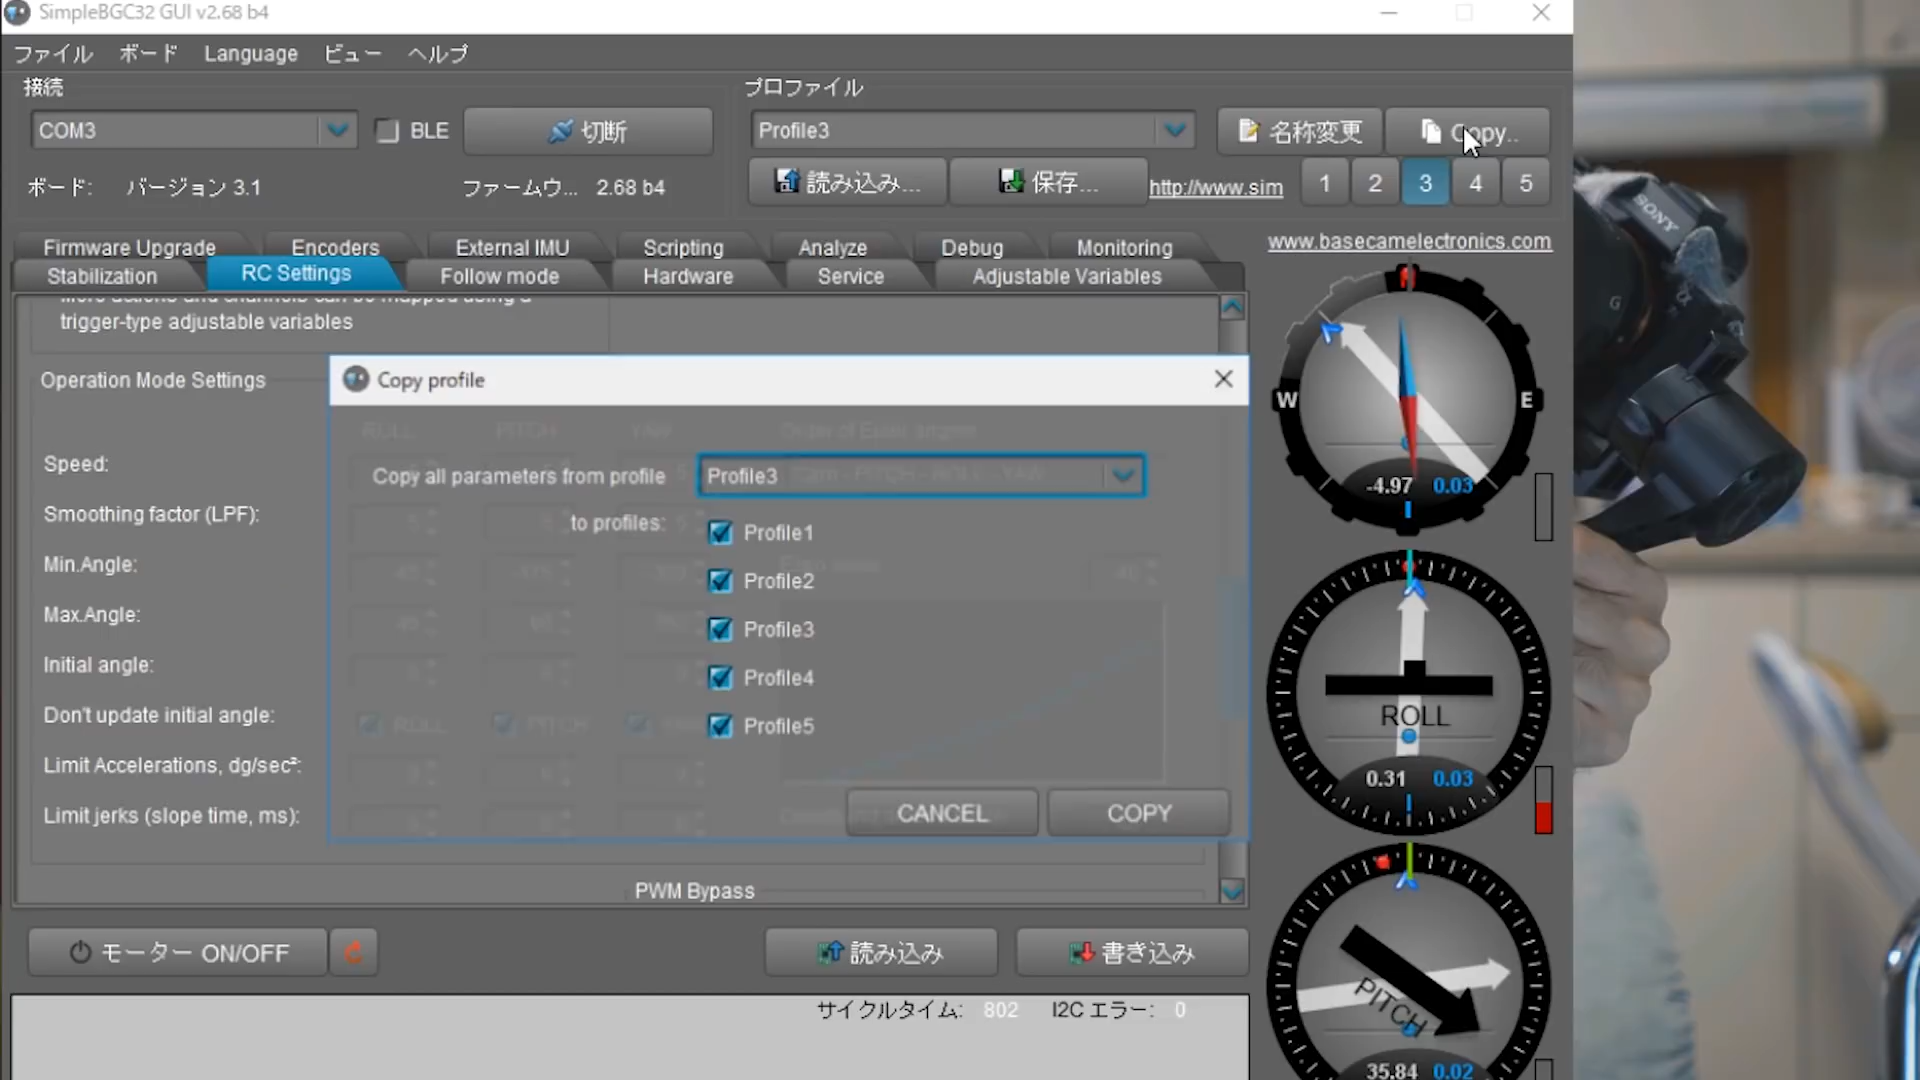 SimpleBGC32 GUI v2.68 b4
ファイル ボード Language ビュー ヘルプ
接続
COM3 BLE 切断
ボード: バージョン 3.1 ファームウ... 2.68 b4
プロファイル
Profile3 名称変更 Copy..
読み込み... 保存... http://www.sim 1 2 3 4 5
www.basecamelectronics.com
Firmware Upgrade Encoders External IMU Scripting Analyze Debug Monitoring
Stabilization RC Settings Follow mode Hardware Service Adjustable Variables
More actions and channels can be mapped using a
trigger-type adjustable variables
Operation Mode Settings
Speed:
Smoothing factor (LPF):
Min.Angle:
Max.Angle:
Initial angle:
Don't update initial angle:
Limit Accelerations, dg/sec²:
Limit jerks (slope time, ms):
Copy profile
Copy all parameters from profile Profile3
to profiles:
Profile1
Profile2
Profile3
Profile4
Profile5
CANCEL COPY
PWM Bypass
モーター ON/OFF 読み込み 書き込み
サイクルタイム: 802 I2C エラー: 0
W E
-4.97 0.03
ROLL
0.31 0.03
PITCH
35.84 0.02
SONY